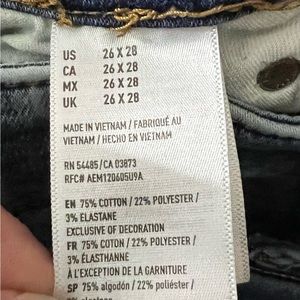 US 26 X 28
CA 26 X 28
MX 26 X 28
UK 26 X 28
MADE IN VIETNAM / FABRIQUÉ AU
VIETNAM / HECHO EN VIETNAM
RN 54485/CA 03873
RFC# AEM120605U9A
EN 75% COTTON / 22% POLYESTER /
3% ELASTANE
EXCLUSIVE OF DECORATION
FR 75% COTON / 22% POLYESTER /
3% ÉLASTHANNE
À L'EXCEPTION DE LA GARNITURE
SP 75% algodón / 22% poliéster /
3% elastano